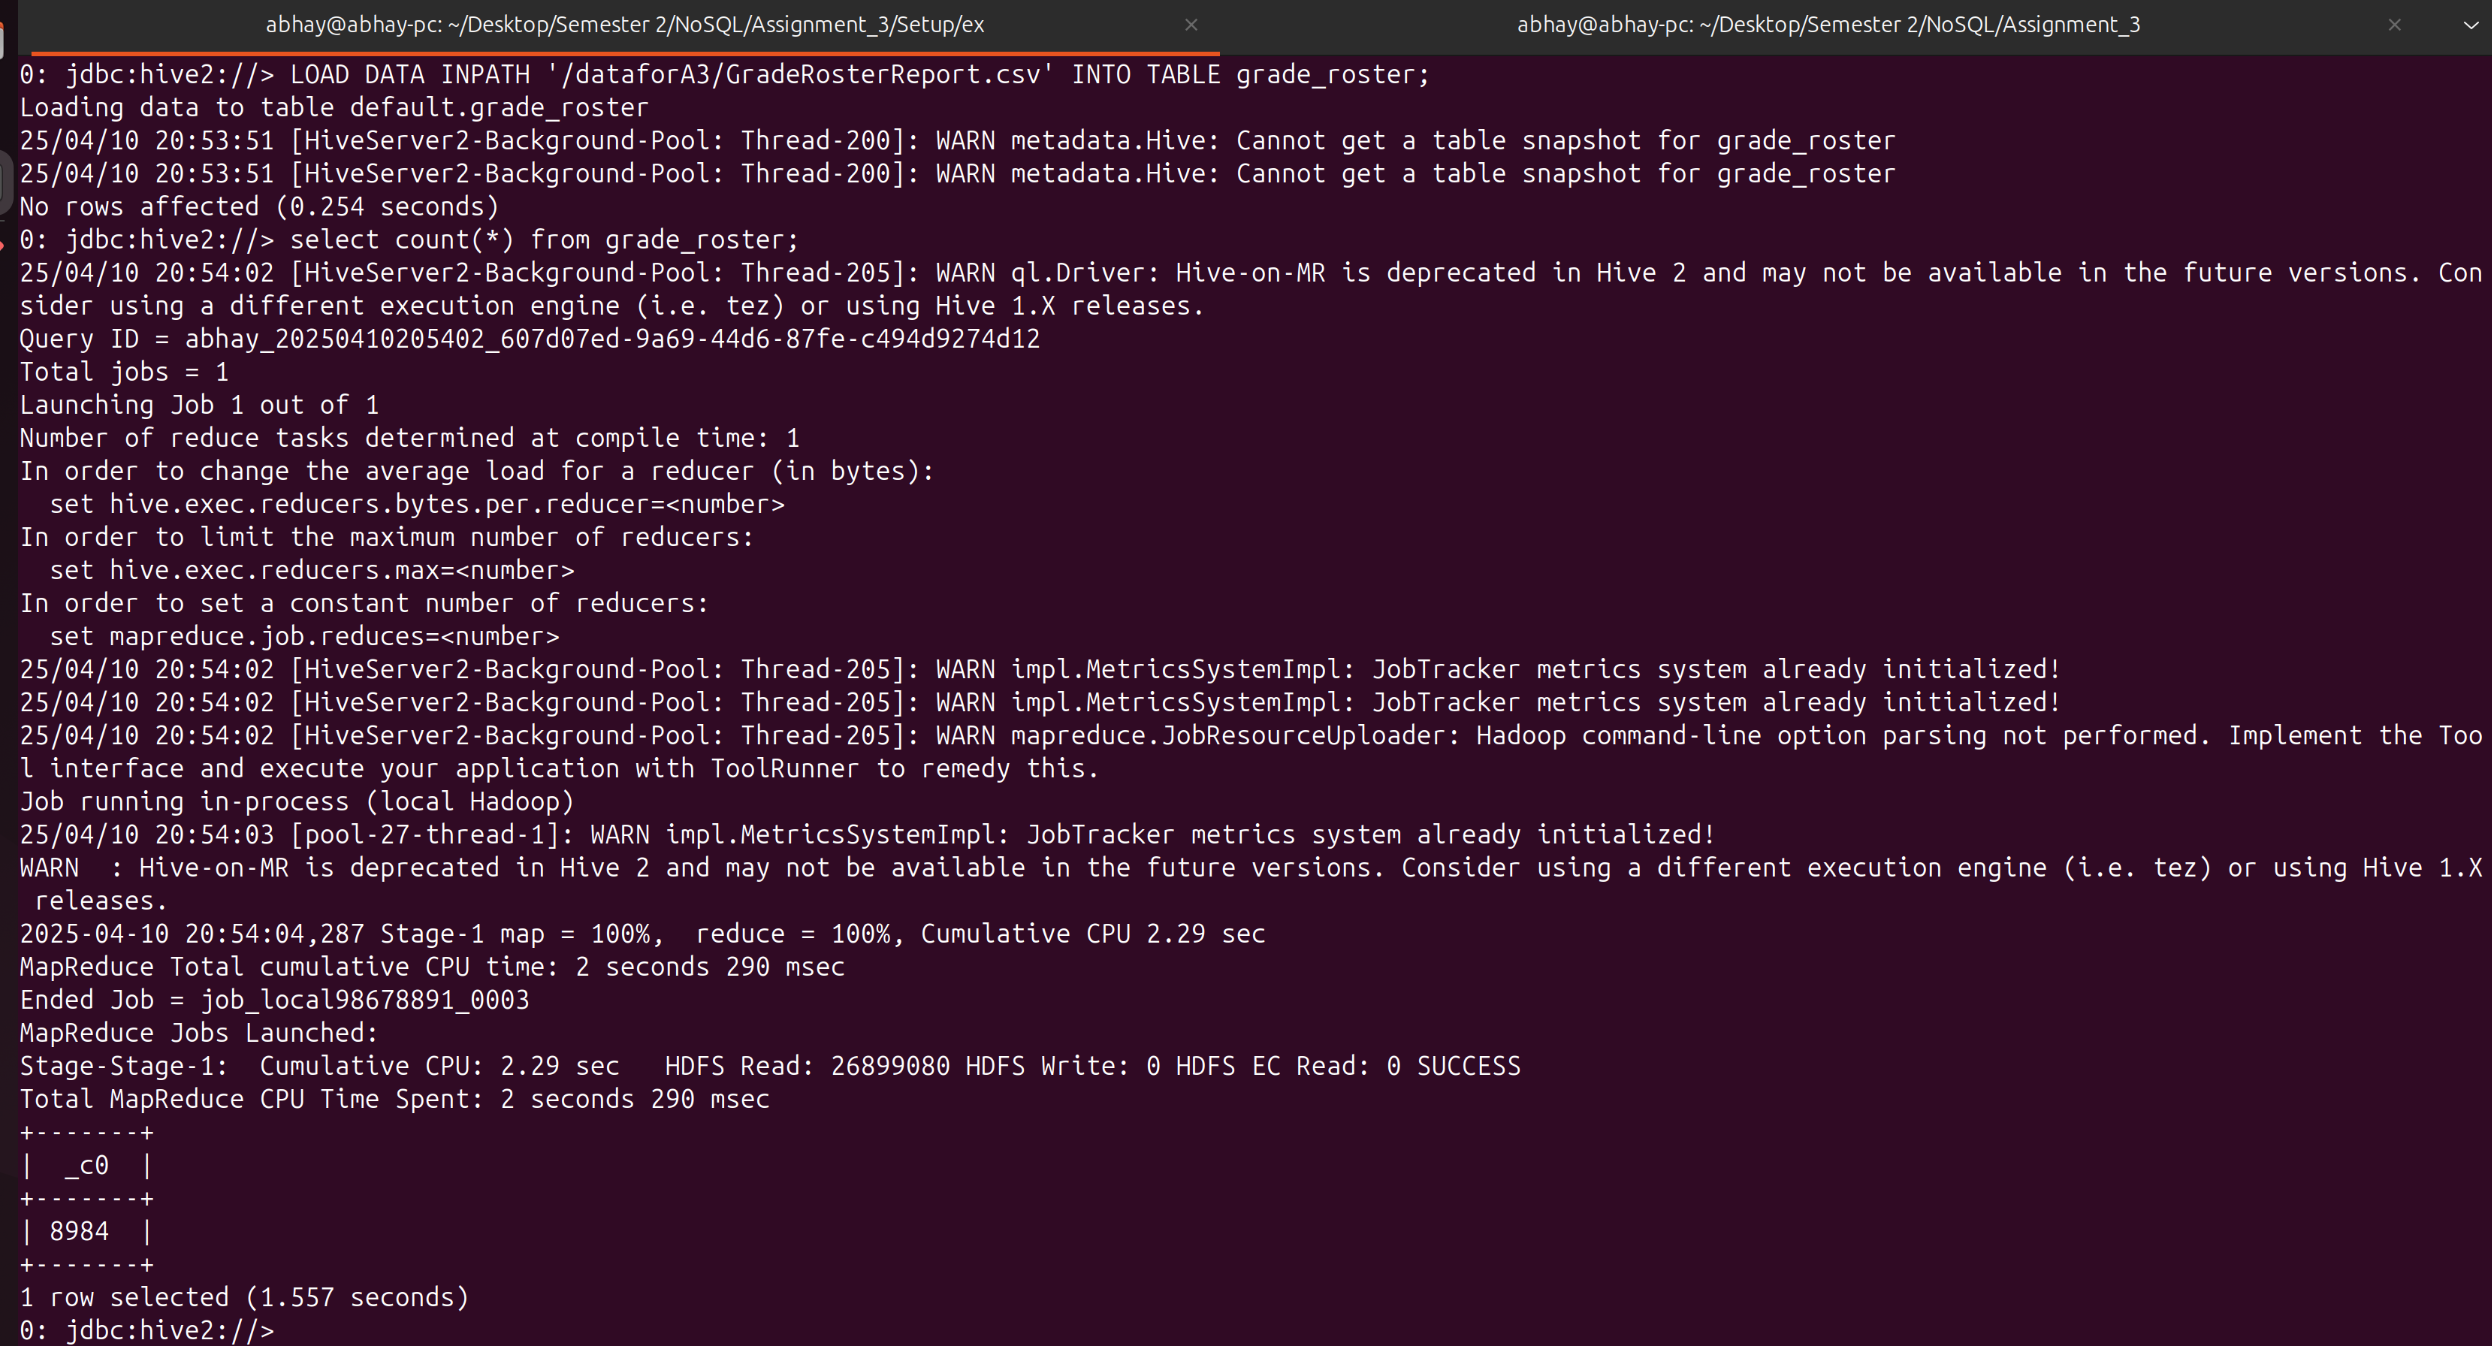 abhay@abhay-pc: ~/Desktop/Semester 2/NoSQL/Assignment_3/Setup/ex × abhay@abhay-pc: ~/Desktop/Semester 2/NoSQL/Assignment_3 ×
0: jdbc:hive2://> LOAD DATA INPATH '/dataforA3/GradeRosterReport.csv' INTO TABLE grade_roster;
Loading data to table default.grade_roster
25/04/10 20:53:51 [HiveServer2-Background-Pool: Thread-200]: WARN metadata.Hive: Cannot get a table snapshot for grade_roster
25/04/10 20:53:51 [HiveServer2-Background-Pool: Thread-200]: WARN metadata.Hive: Cannot get a table snapshot for grade_roster
No rows affected (0.254 seconds)
0: jdbc:hive2://> select count(*) from grade_roster;
25/04/10 20:54:02 [HiveServer2-Background-Pool: Thread-205]: WARN ql.Driver: Hive-on-MR is deprecated in Hive 2 and may not be available in the future versions. Con
sider using a different execution engine (i.e. tez) or using Hive 1.X releases.
Query ID = abhay_20250410205402_607d07ed-9a69-44d6-87fe-c494d9274d12
Total jobs = 1
Launching Job 1 out of 1
Number of reduce tasks determined at compile time: 1
In order to change the average load for a reducer (in bytes):
  set hive.exec.reducers.bytes.per.reducer=<number>
In order to limit the maximum number of reducers:
  set hive.exec.reducers.max=<number>
In order to set a constant number of reducers:
  set mapreduce.job.reduces=<number>
25/04/10 20:54:02 [HiveServer2-Background-Pool: Thread-205]: WARN impl.MetricsSystemImpl: JobTracker metrics system already initialized!
25/04/10 20:54:02 [HiveServer2-Background-Pool: Thread-205]: WARN impl.MetricsSystemImpl: JobTracker metrics system already initialized!
25/04/10 20:54:02 [HiveServer2-Background-Pool: Thread-205]: WARN mapreduce.JobResourceUploader: Hadoop command-line option parsing not performed. Implement the Too
l interface and execute your application with ToolRunner to remedy this.
Job running in-process (local Hadoop)
25/04/10 20:54:03 [pool-27-thread-1]: WARN impl.MetricsSystemImpl: JobTracker metrics system already initialized!
WARN  : Hive-on-MR is deprecated in Hive 2 and may not be available in the future versions. Consider using a different execution engine (i.e. tez) or using Hive 1.X
 releases.
2025-04-10 20:54:04,287 Stage-1 map = 100%,  reduce = 100%, Cumulative CPU 2.29 sec
MapReduce Total cumulative CPU time: 2 seconds 290 msec
Ended Job = job_local98678891_0003
MapReduce Jobs Launched:
Stage-Stage-1:  Cumulative CPU: 2.29 sec   HDFS Read: 26899080 HDFS Write: 0 HDFS EC Read: 0 SUCCESS
Total MapReduce CPU Time Spent: 2 seconds 290 msec
+-------+
|  _c0  |
+-------+
| 8984  |
+-------+
1 row selected (1.557 seconds)
0: jdbc:hive2://>